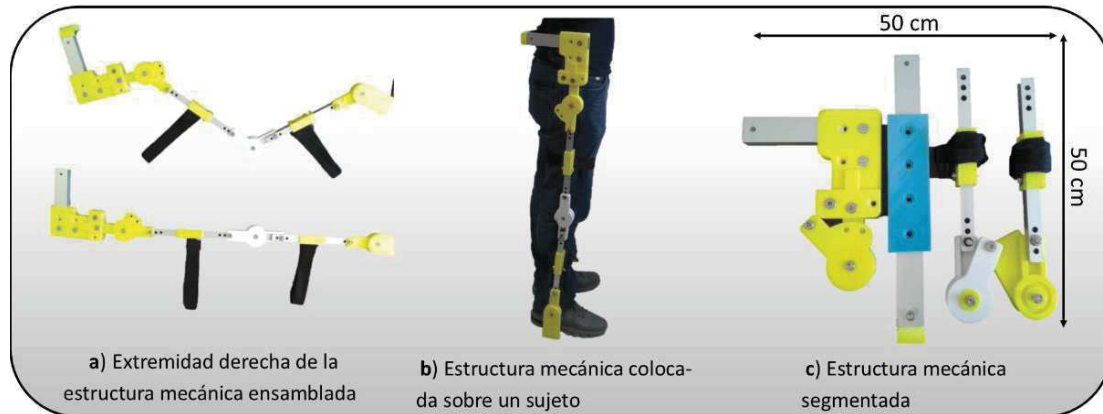 50 cm
50 cm
a) Extremidad derecha de la
estructura mecánica ensamblada
b) Estructura mecánica coloca-
da sobre un sujeto
c) Estructura mecánica
segmentada